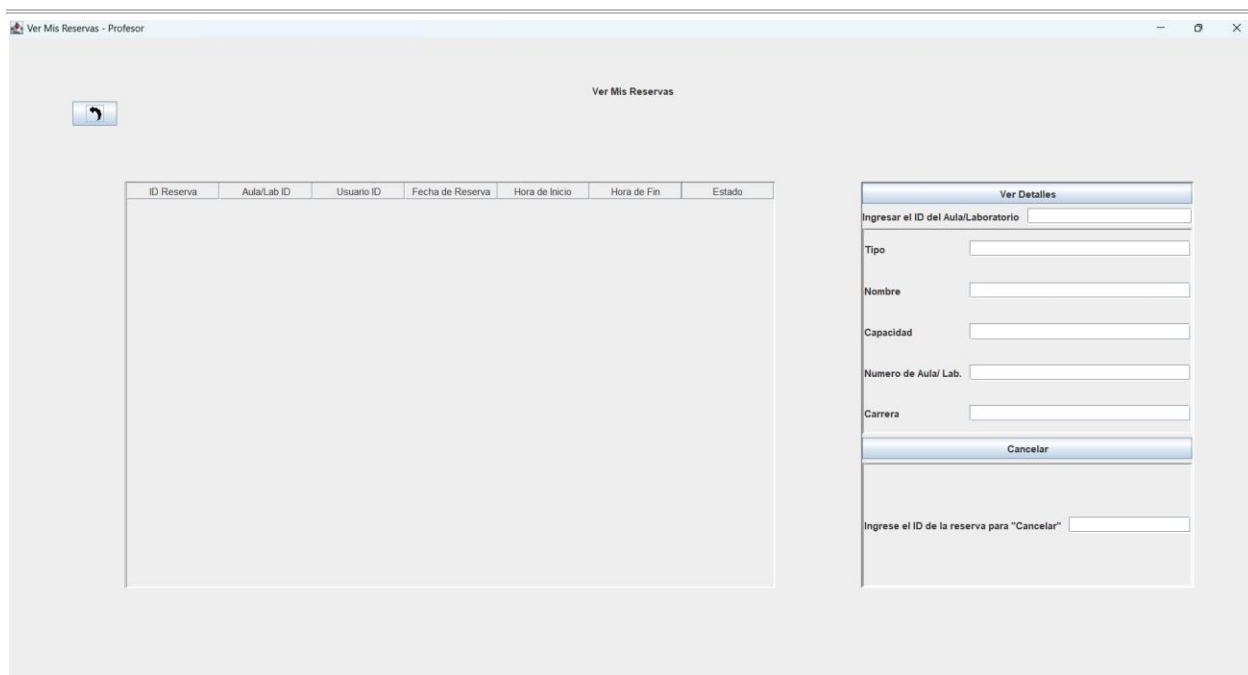 Ver Mis Reservas - Profesor
Ver Mis Reservas
ID Reserva Aula/Lab ID Usuario ID Fecha de Reserva Hora de Inicio Hora de Fin Estado
Ver Detalles
Ingresar el ID del Aula/Laboratorio
Tipo
Nombre
Capacidad
Numero de Aula/ Lab.
Carrera
Cancelar
Ingrese el ID de la reserva para "Cancelar"